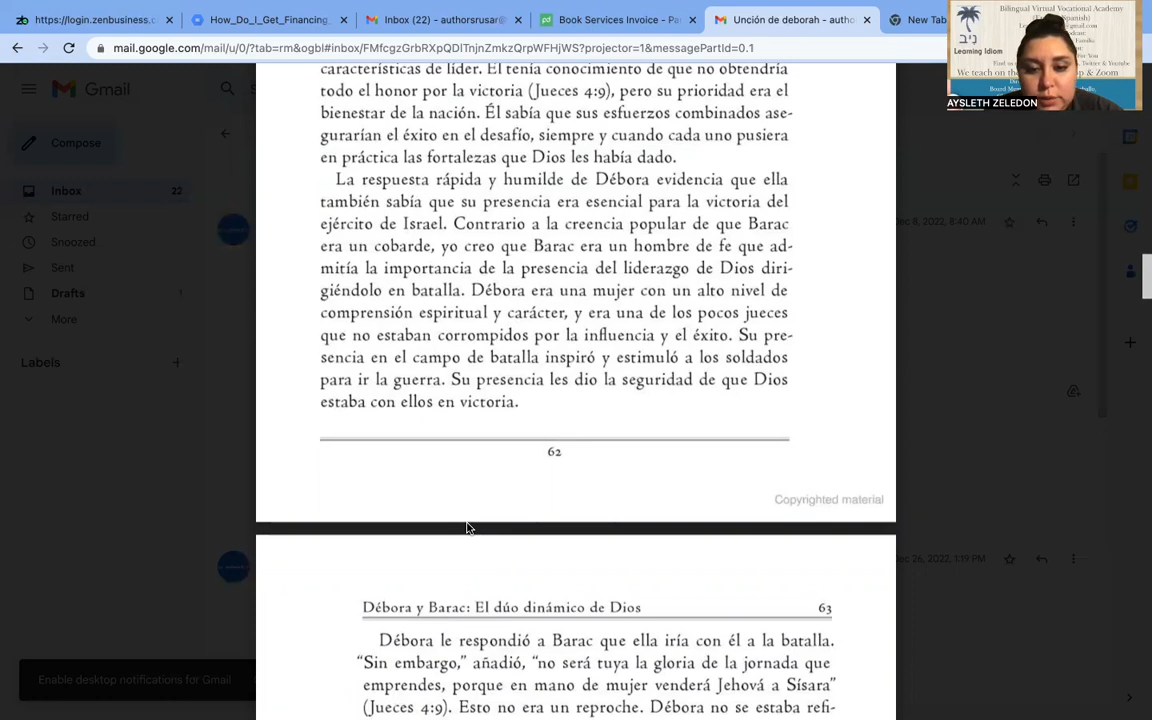 https://login.zenbusiness.c
How_Do_I_Get_Financing_
Inbox (22) - authorsrusar@
Book Services Invoice - Pa
Unción de deborah - autho
New Tab
mail.google.com/mail/u/0/?tab=rm&ogbl#inbox/FMfcgzGrbRXpQDlTnjnZmkzQrpWFHjWS?projector=1&messagePartId=0.1
Bilingual Virtual Vocational Academy
Learning Idiom
AYSLETH ZELEDON
Gmail
Compose
Inbox 22
Starred
Snoozed
Sent
Drafts
More
Labels
Dec 8, 2022, 8:40 AM
Dec 26, 2022, 1:19 PM
Enable desktop notifications for Gmail
características de líder. Él tenía conocimiento de que no obtendría
todo el honor por la victoria (Jueces 4:9), pero su prioridad era el
bienestar de la nación. Él sabía que sus esfuerzos combinados ase-
gurarían el éxito en el desafío, siempre y cuando cada uno pusiera
en práctica las fortalezas que Dios les había dado.
La respuesta rápida y humilde de Débora evidencia que ella
también sabía que su presencia era esencial para la victoria del
ejército de Israel. Contrario a la creencia popular de que Barac
era un cobarde, yo creo que Barac era un hombre de fe que ad-
mitía la importancia de la presencia del liderazgo de Dios diri-
giéndolo en batalla. Débora era una mujer con un alto nivel de
comprensión espiritual y carácter, y era una de los pocos jueces
que no estaban corrompidos por la influencia y el éxito. Su pre-
sencia en el campo de batalla inspiró y estimuló a los soldados
para ir la guerra. Su presencia les dio la seguridad de que Dios
estaba con ellos en victoria.
62
Copyrighted material
Débora y Barac: El dúo dinámico de Dios 63
Débora le respondió a Barac que ella iría con él a la batalla.
“Sin embargo,” añadió, “no será tuya la gloria de la jornada que
emprendes, porque en mano de mujer venderá Jehová a Sísara”
(Jueces 4:9). Esto no era un reproche. Débora no se estaba refi-